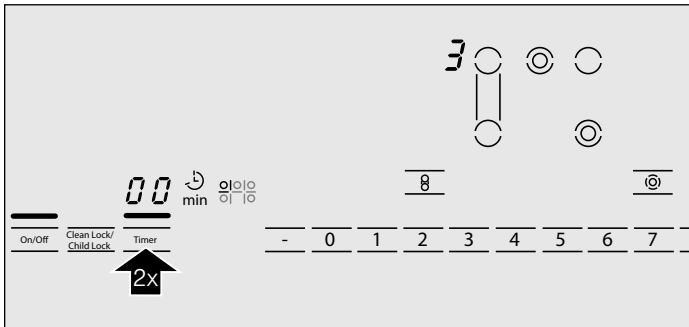 3
00 min
On/Off Clean Lock/ Timer - 0 1 2 3 4 5 6 7
Child Lock
2x